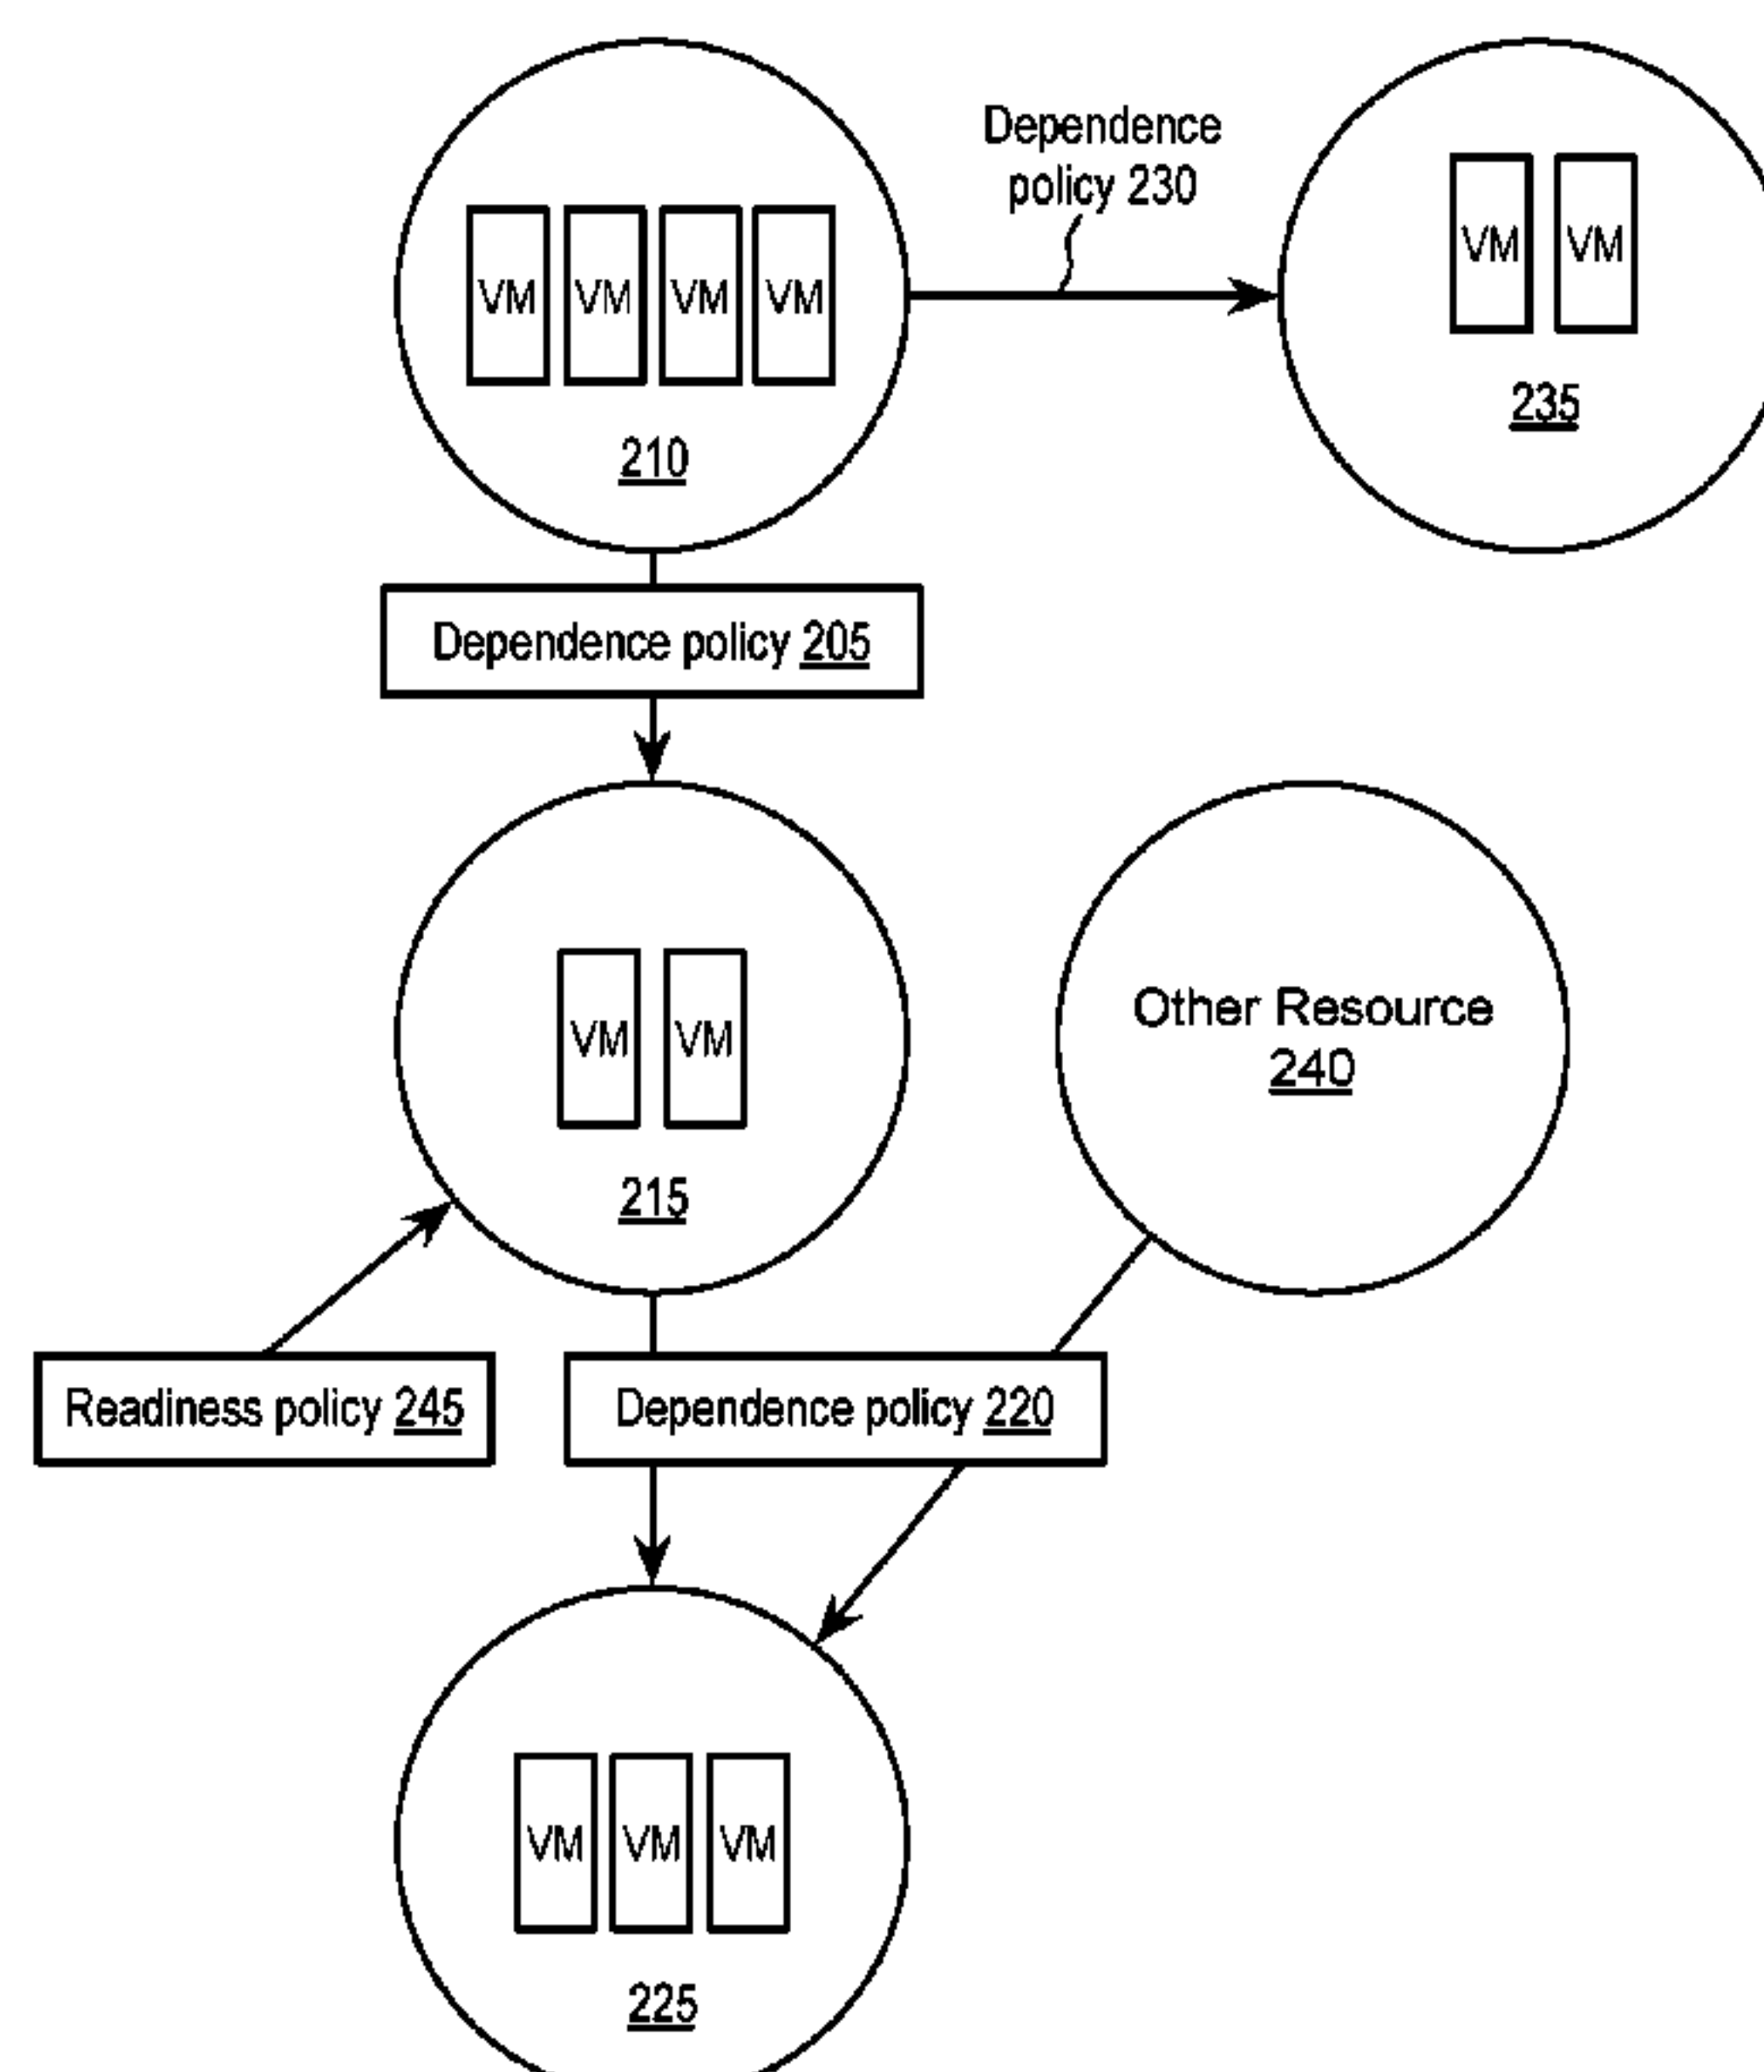 Dependence
policy 230
VM VM VM VM
210
VM VM
235
Dependence policy 205
VM VM
215
Other Resource
240
Readiness policy 245
Dependence policy 220
VM VM VM
225